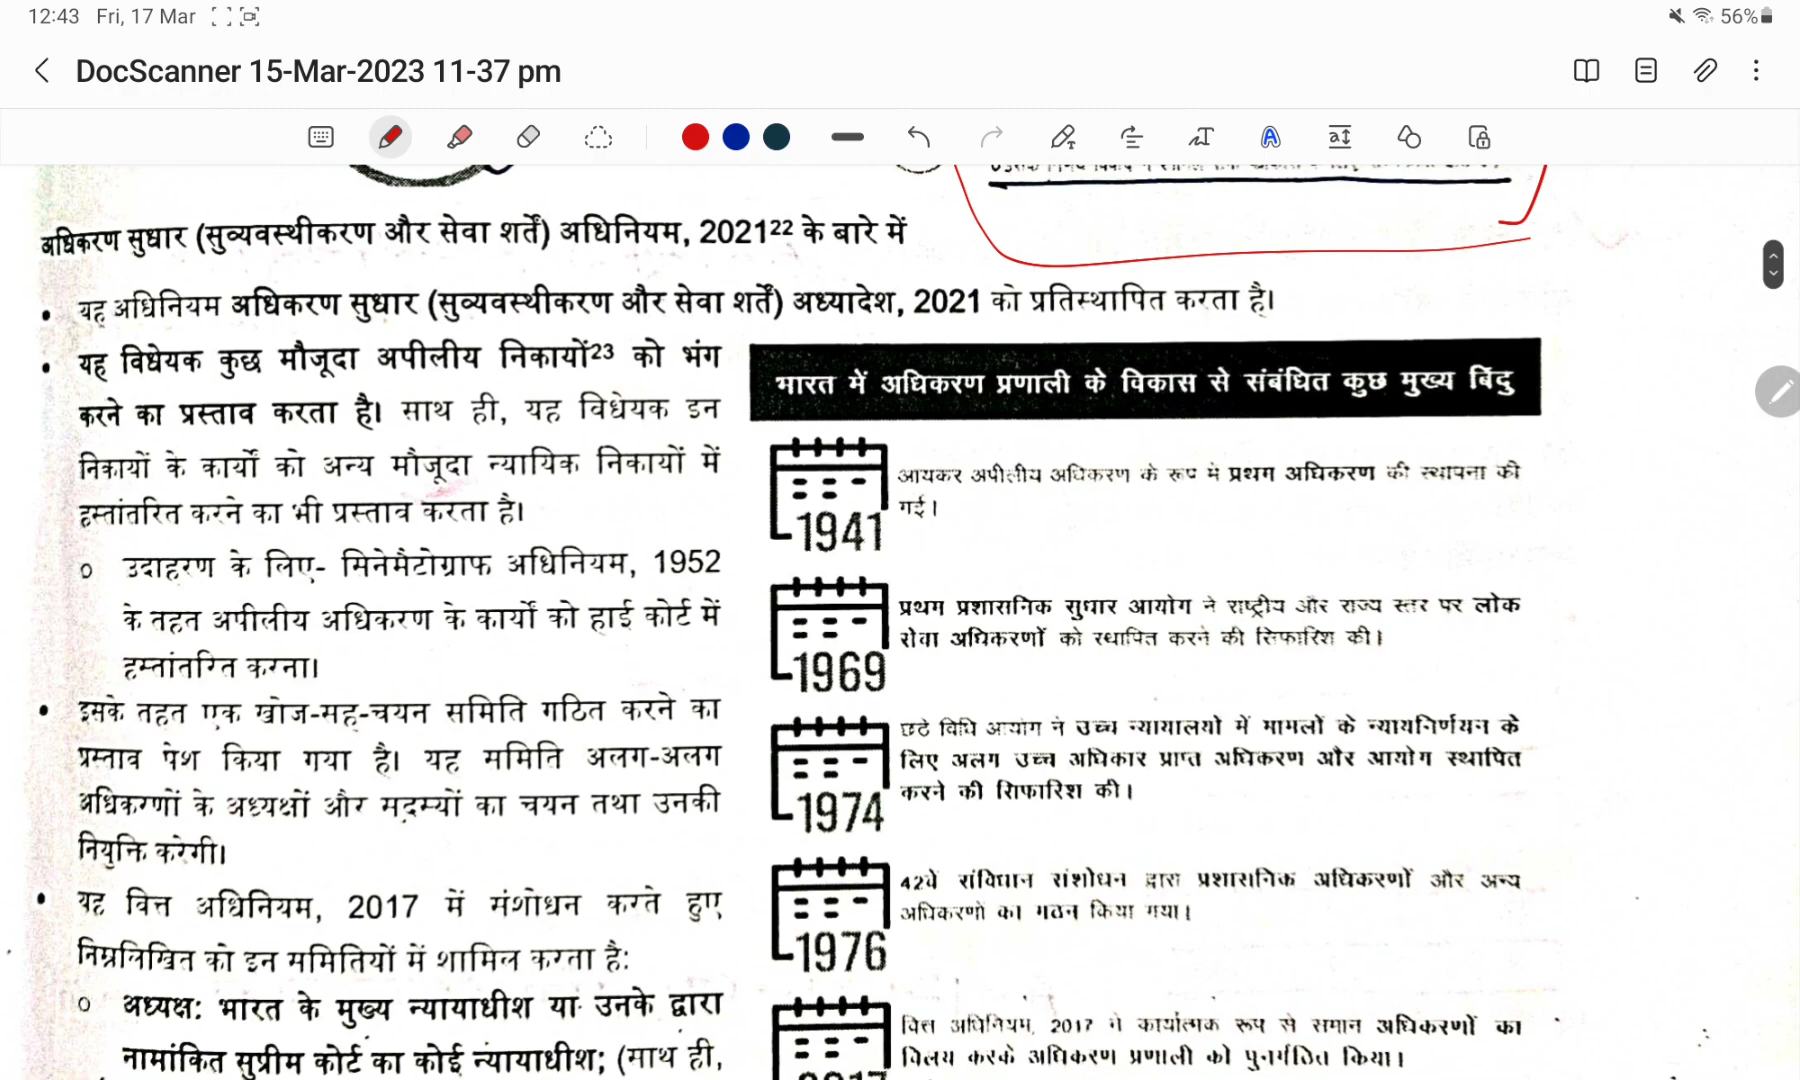 12:43 Fri, 17 Mar
56%
DocScanner 15-Mar-2023 11-37 pm
अधिकरण सुधार (सुव्यवस्थीकरण और सेवा शर्तें) अधिनियम, 2021²² के बारे में
• यह अधिनियम अधिकरण सुधार (सुव्यवस्थीकरण और सेवा शर्तें) अध्यादेश, 2021 को प्रतिस्थापित करता है।
• यह विधेयक कुछ मौजूदा अपीलीय निकायों²³ को भंग
करने का प्रस्ताव करता है। साथ ही, यह विधेयक इन
निकायों के कार्यों को अन्य मौजूदा न्यायिक निकायों में
हस्तांतरित करने का भी प्रस्ताव करता है।
o उदाहरण के लिए- सिनेमैटोग्राफ अधिनियम, 1952
के तहत अपीलीय अधिकरण के कार्यों को हाई कोर्ट में
हस्तांतरित करना।
• इसके तहत एक खोज-सह-चयन समिति गठित करने का
प्रस्ताव पेश किया गया है। यह समिति अलग-अलग
अधिकरणों के अध्यक्षों और सदस्यों का चयन तथा उनकी
नियुक्ति करेगी।
• यह वित्त अधिनियम, 2017 में संशोधन करते हुए
निम्नलिखित को इन समितियों में शामिल करता है:
o अध्यक्ष: भारत के मुख्य न्यायाधीश या उनके द्वारा
नामांकित सुप्रीम कोर्ट का कोई न्यायाधीश; (साथ ही,
भारत में अधिकरण प्रणाली के विकास से संबंधित कुछ मुख्य बिंदु
1941
आयकर अपीलीय अधिकरण के रूप में प्रथम अधिकरण की स्थापना की
गई।
1969
प्रथम प्रशासनिक सुधार आयोग ने राष्ट्रीय और राज्य स्तर पर लोक
सेवा अधिकरणों को स्थापित करने की सिफारिश की।
1974
छठे विधि आयोग ने उच्च न्यायालयों में मामलों के न्यायनिर्णयन के
लिए अलग उच्च अधिकार प्राप्त अधिकरण और आयोग स्थापित
करने की सिफारिश की।
1976
42वें संविधान संशोधन द्वारा प्रशासनिक अधिकरणों और अन्य
अधिकरणों का गठन किया गया।
2017
वित्त अधिनियम, 2017 ने कार्यात्मक रूप से समान अधिकरणों का
विलय करके अधिकरण प्रणाली को पुनर्गठित किया।